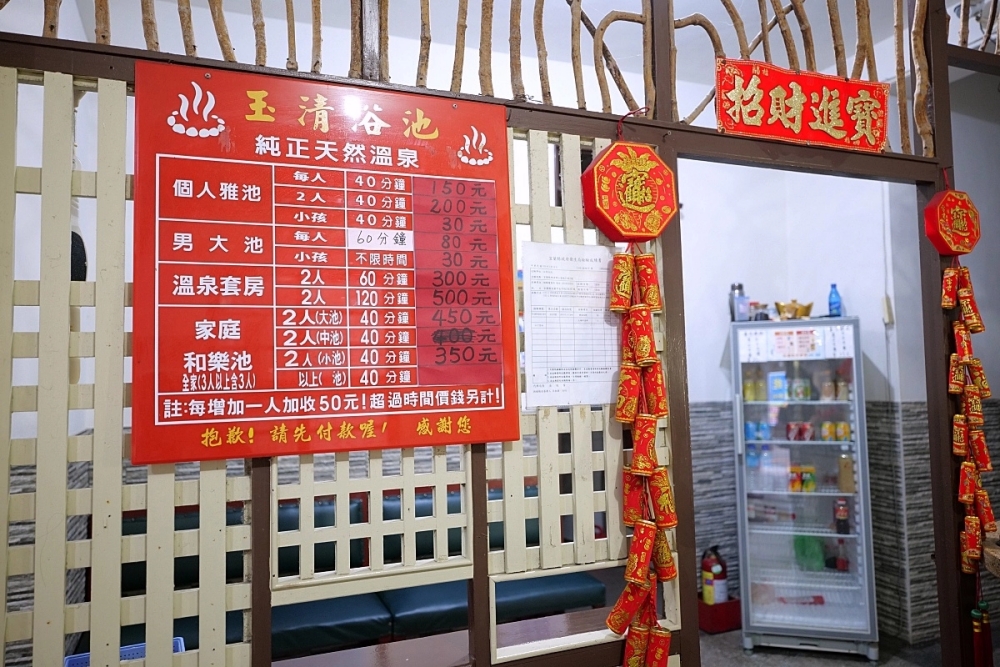 玉清谷池
純正天然溫泉
個人雅池 每人 40分鐘 150元
2人 40分鐘 200元
小孩 40分鐘 30元
男大池 每人 60分鐘 80元
小孩 不限時間 30元
溫泉套房 2人 60分鐘 300元
2人 120分鐘 500元
家庭和樂池 2人(大池) 40分鐘 450元
2人(中池) 40分鐘 400元
2人(小池) 40分鐘 350元
全家(3人以上含3人) 以上( 池) 40分鐘
註:每增加一人加收50元!超過時間價錢另計!
抱歉!請先付款喔! 感謝您
招財進寶